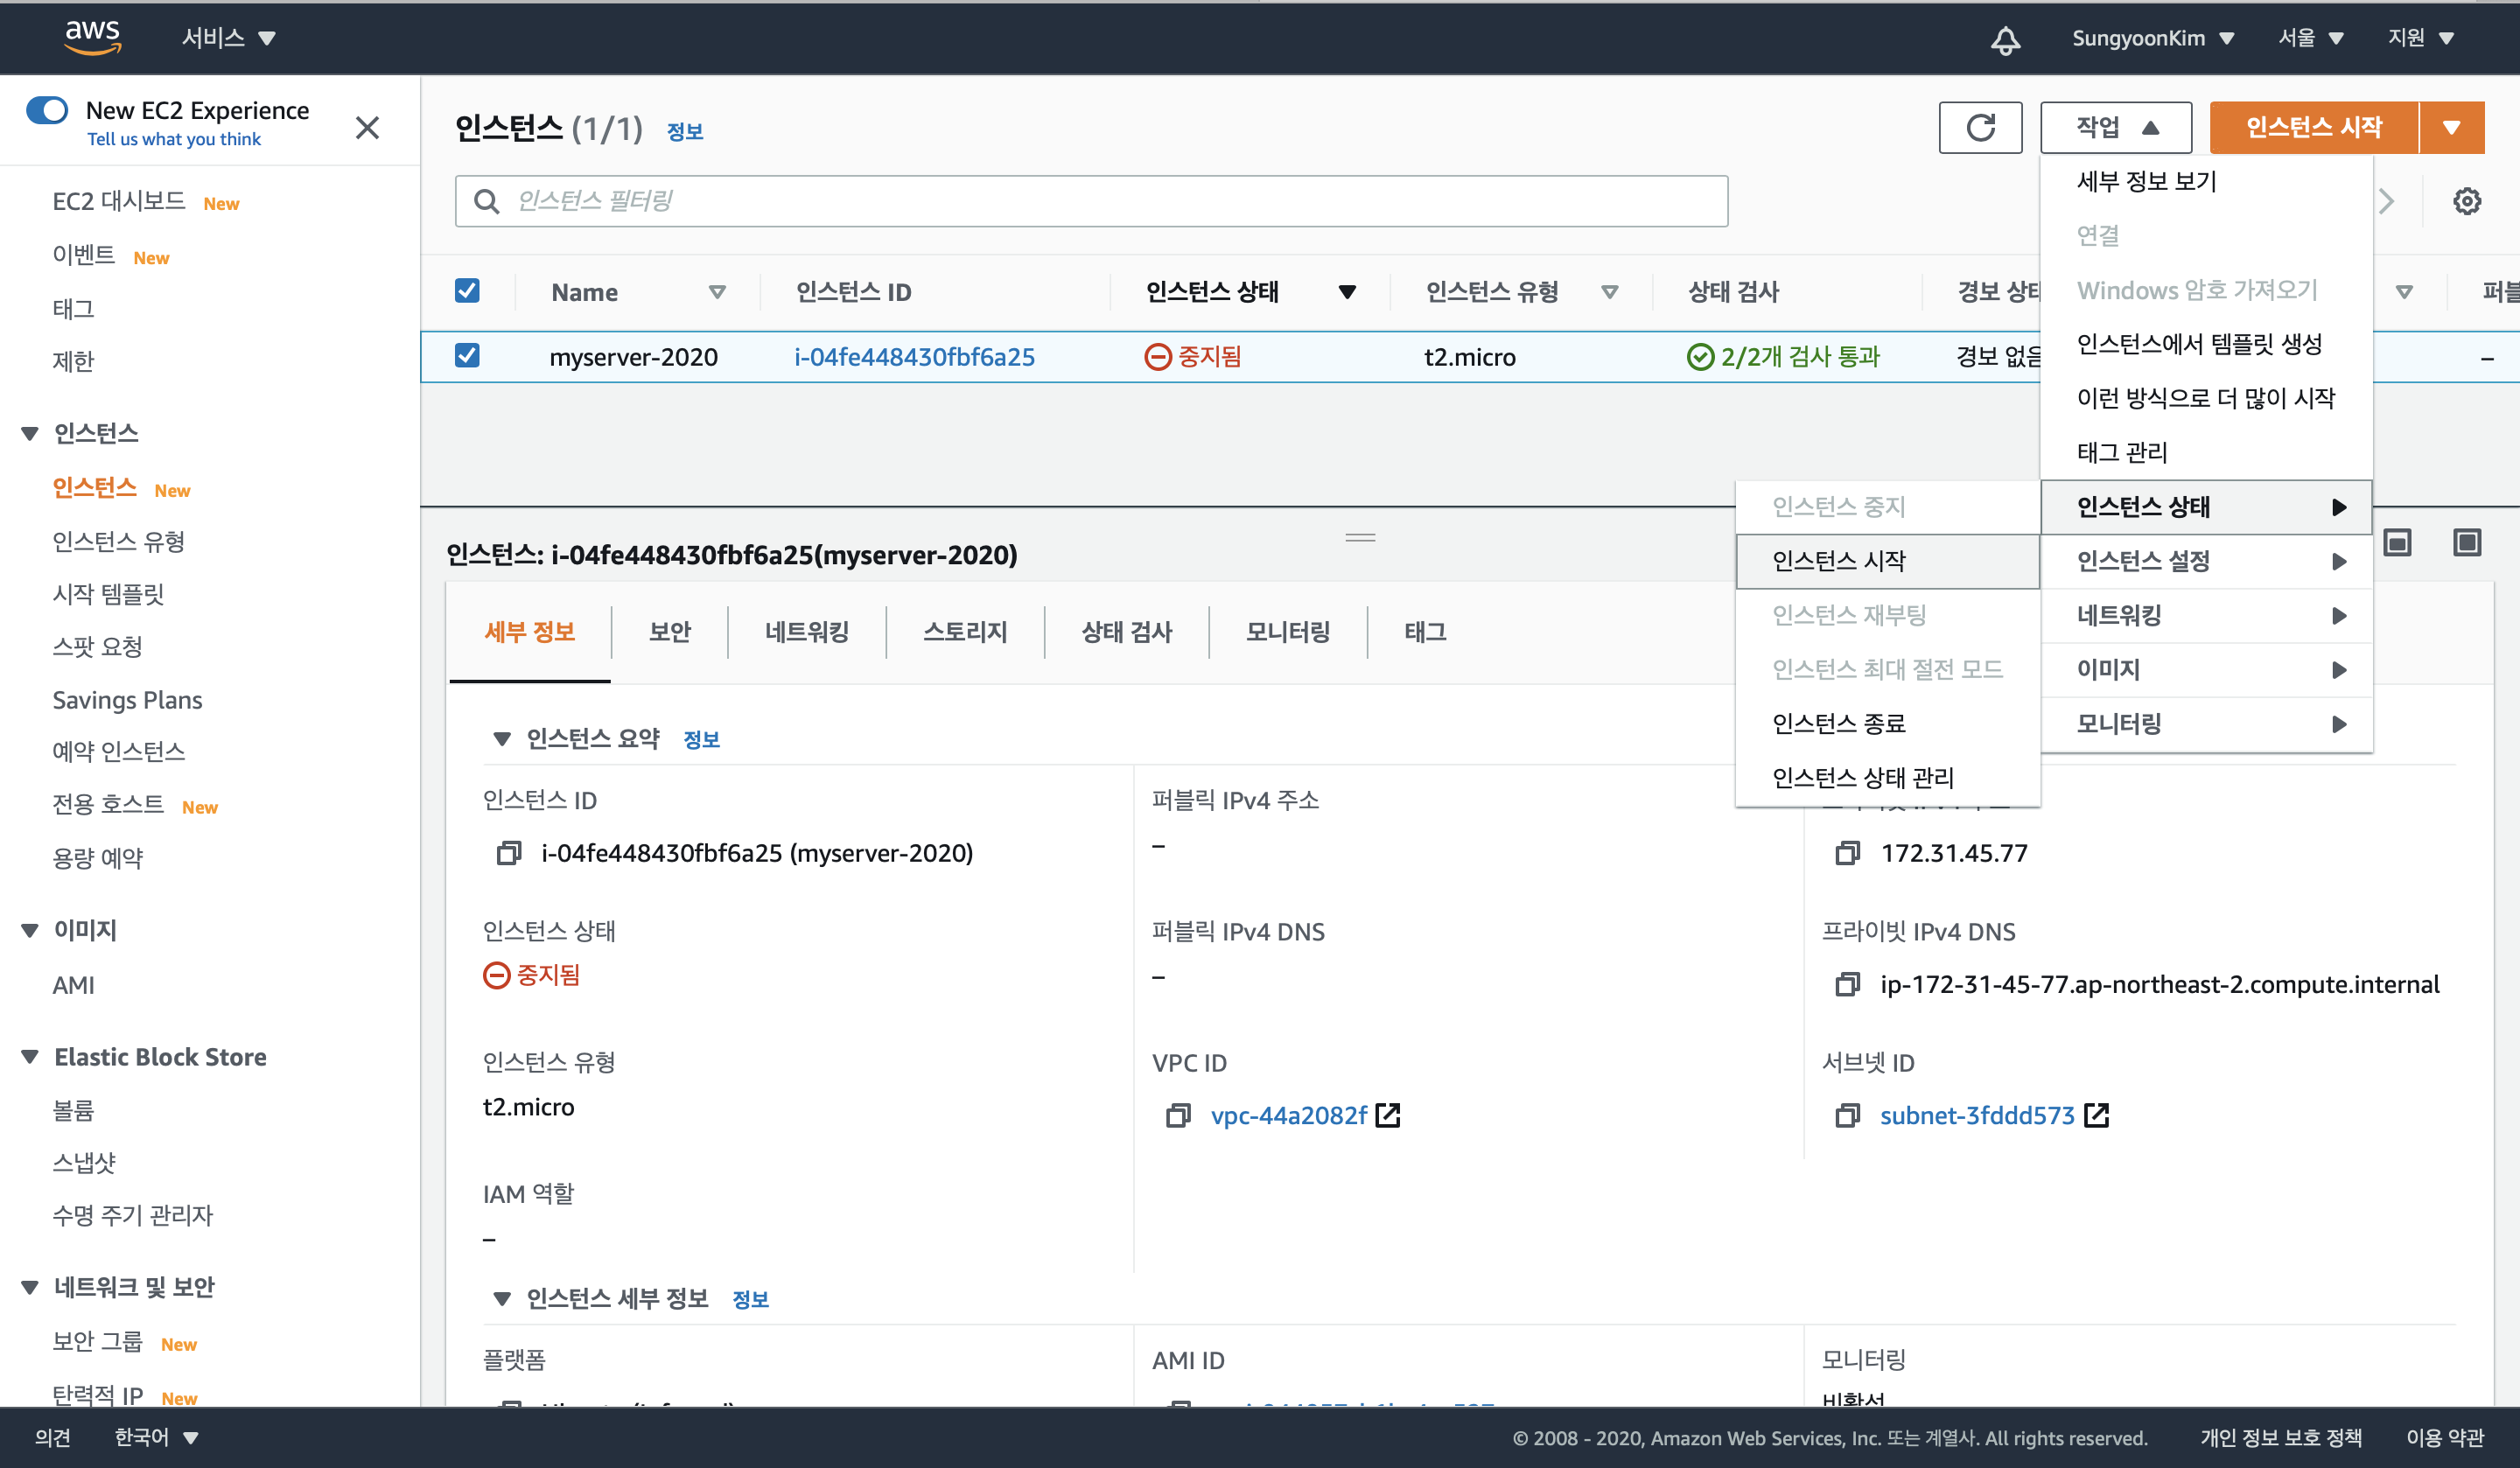 aws
서비스
SungyoonKim
서울
지원
New EC2 Experience
Tell us what you think
EC2 대시보드 New
이벤트 New
태그
제한
인스턴스
인스턴스 New
인스턴스 유형
시작 템플릿
스팟 요청
Savings Plans
예약 인스턴스
전용 호스트 New
용량 예약
이미지
AMI
Elastic Block Store
볼륨
스냅샷
수명 주기 관리자
네트워크 및 보안
보안 그룹 New
탄력적 IP New
인스턴스 (1/1) 정보
작업
인스턴스 시작
인스턴스 필터링
Name 인스턴스 ID 인스턴스 상태 인스턴스 유형 상태 검사 경보 상태 퍼블
myserver-2020 i-04fe448430fbf6a25 중지됨 t2.micro 2/2개 검사 통과 경보 없음 –
세부 정보 보기
연결
Windows 암호 가져오기
인스턴스에서 템플릿 생성
이런 방식으로 더 많이 시작
태그 관리
인스턴스 상태
인스턴스 설정
네트워킹
이미지
모니터링
인스턴스 중지
인스턴스 시작
인스턴스 재부팅
인스턴스 최대 절전 모드
인스턴스 종료
인스턴스 상태 관리
인스턴스: i-04fe448430fbf6a25(myserver-2020)
세부 정보 보안 네트워킹 스토리지 상태 검사 모니터링 태그
인스턴스 요약 정보
인스턴스 ID
i-04fe448430fbf6a25 (myserver-2020)
퍼블릭 IPv4 주소
–
172.31.45.77
인스턴스 상태
중지됨
퍼블릭 IPv4 DNS
–
프라이빗 IPv4 DNS
ip-172-31-45-77.ap-northeast-2.compute.internal
인스턴스 유형
t2.micro
VPC ID
vpc-44a2082f
서브넷 ID
subnet-3fddd573
IAM 역할
–
인스턴스 세부 정보 정보
플랫폼
AMI ID
모니터링
비활성
의견
한국어
© 2008 - 2020, Amazon Web Services, Inc. 또는 계열사. All rights reserved.
개인 정보 보호 정책
이용 약관